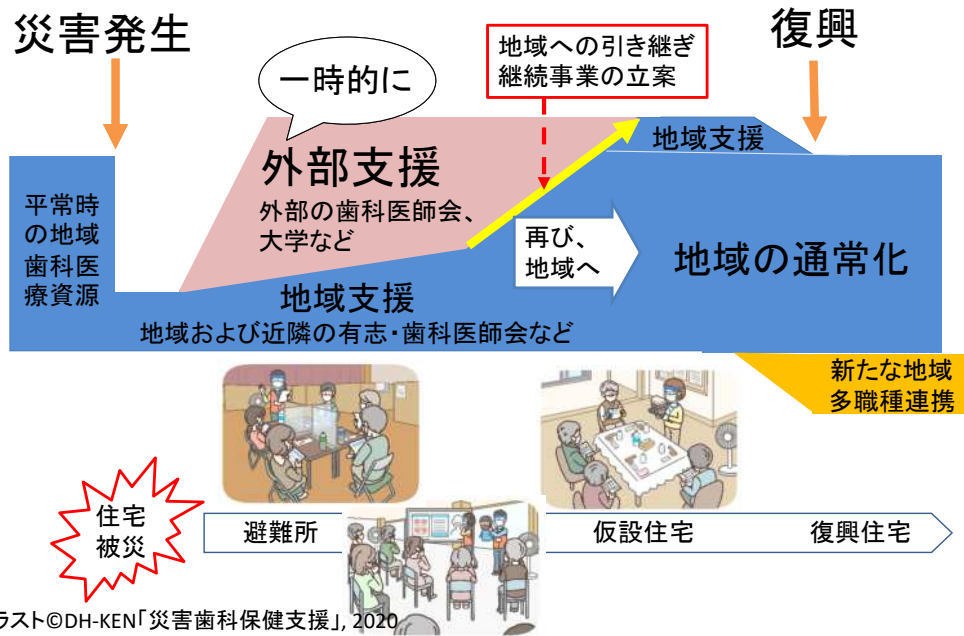 災害発生
復興
地域への引き継ぎ
継続事業の立案
一時的に
地域支援
外部支援
外部の歯科医師会、
大学など
平常時
の地域
歯科医
療資源
再び、
地域へ
地域の通常化
地域支援
地域および近隣の有志・歯科医師会など
新たな地域
多職種連携
住宅
被災
避難所
仮設住宅
復興住宅
ラスト©DH-KEN「災害歯科保健支援」, 2020